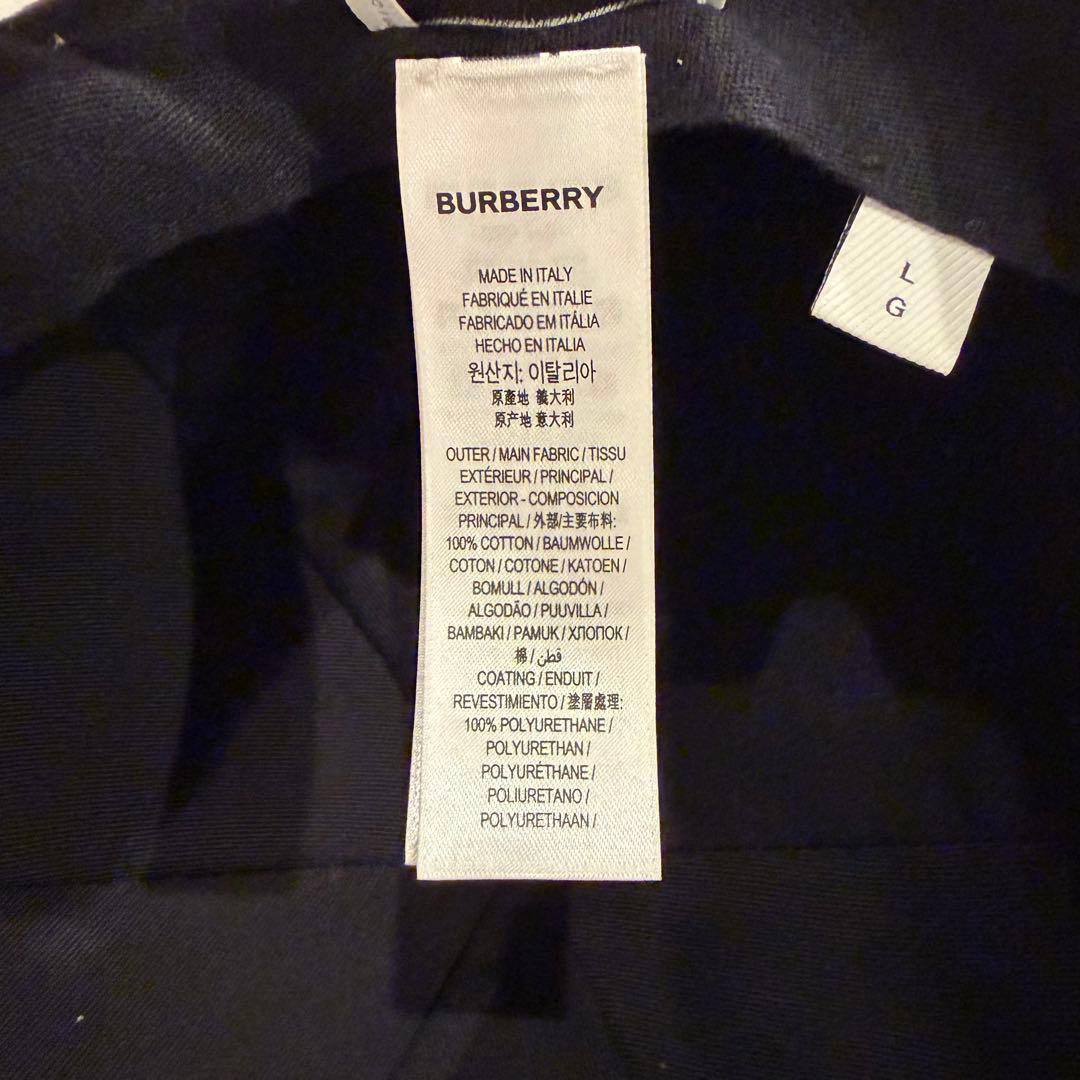 BURBERRY
MADE IN ITALY
FABRIQUÉ EN ITALIE
FABRICADO EM ITÁLIA
HECHO EN ITALIA
원산지: 이탈리아
原產地 義大利
原产地 意大利
OUTER / MAIN FABRIC / TISSU
EXTÉRIEUR / PRINCIPAL /
EXTERIOR - COMPOSICION
PRINCIPAL / 外部/主要布料:
100% COTTON / BAUMWOLLE /
COTON / COTONE / KATOEN /
BOMULL / ALGODÓN /
ALGODÃO / PUUVILLA /
BAMBAKI / PAMUK / ХЛОПОК /
棉 / قطن /
COATING / ENDUIT /
REVESTIMIENTO / 塗層處理:
100% POLYURETHANE /
POLYURETHAN /
POLYURÉTHANE /
POLIURETANO /
POLYURETHAAN /
L
G